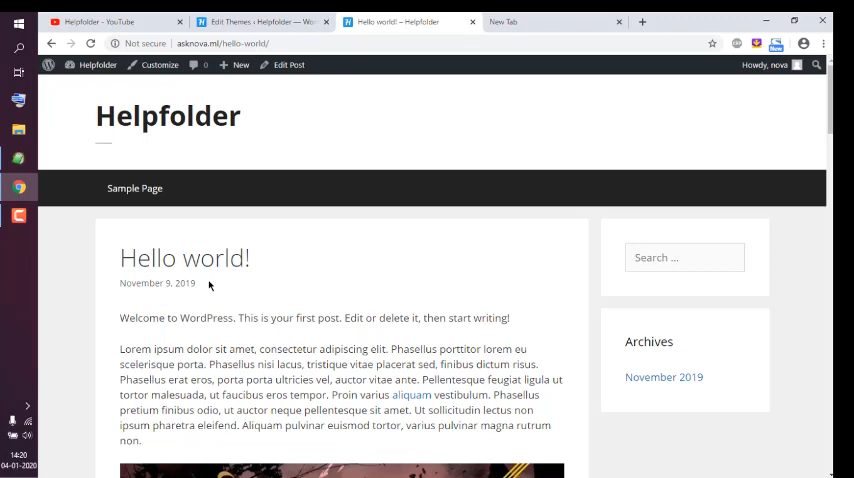 Helpfolder - YouTube
Edit Themes ‹ Helpfolder — Wor
Hello world! – Helpfolder
New Tab
Not secure
asknova.ml/hello-world/
New
Helpfolder
Customize
0
New
Edit Post
Howdy, nova
Helpfolder
Sample Page
Hello world!
November 9, 2019
Welcome to WordPress. This is your first post. Edit or delete it, then start writing!
Lorem ipsum dolor sit amet, consectetur adipiscing elit. Phasellus porttitor lorem eu
scelerisque porta. Phasellus nisi lacus, tristique vitae placerat sed, finibus dictum risus.
Phasellus erat eros, porta porta ultricies vel, auctor vitae ante. Pellentesque feugiat ligula ut
tortor malesuada, ut faucibus eros tempor. Proin varius aliquam vestibulum. Phasellus
pretium finibus odio, ut auctor neque pellentesque sit amet. Ut sollicitudin lectus non
ipsum pharetra eleifend. Aliquam pulvinar euismod tortor, varius pulvinar magna rutrum
non.
Search ...
Archives
November 2019
14:20
04-01-2020